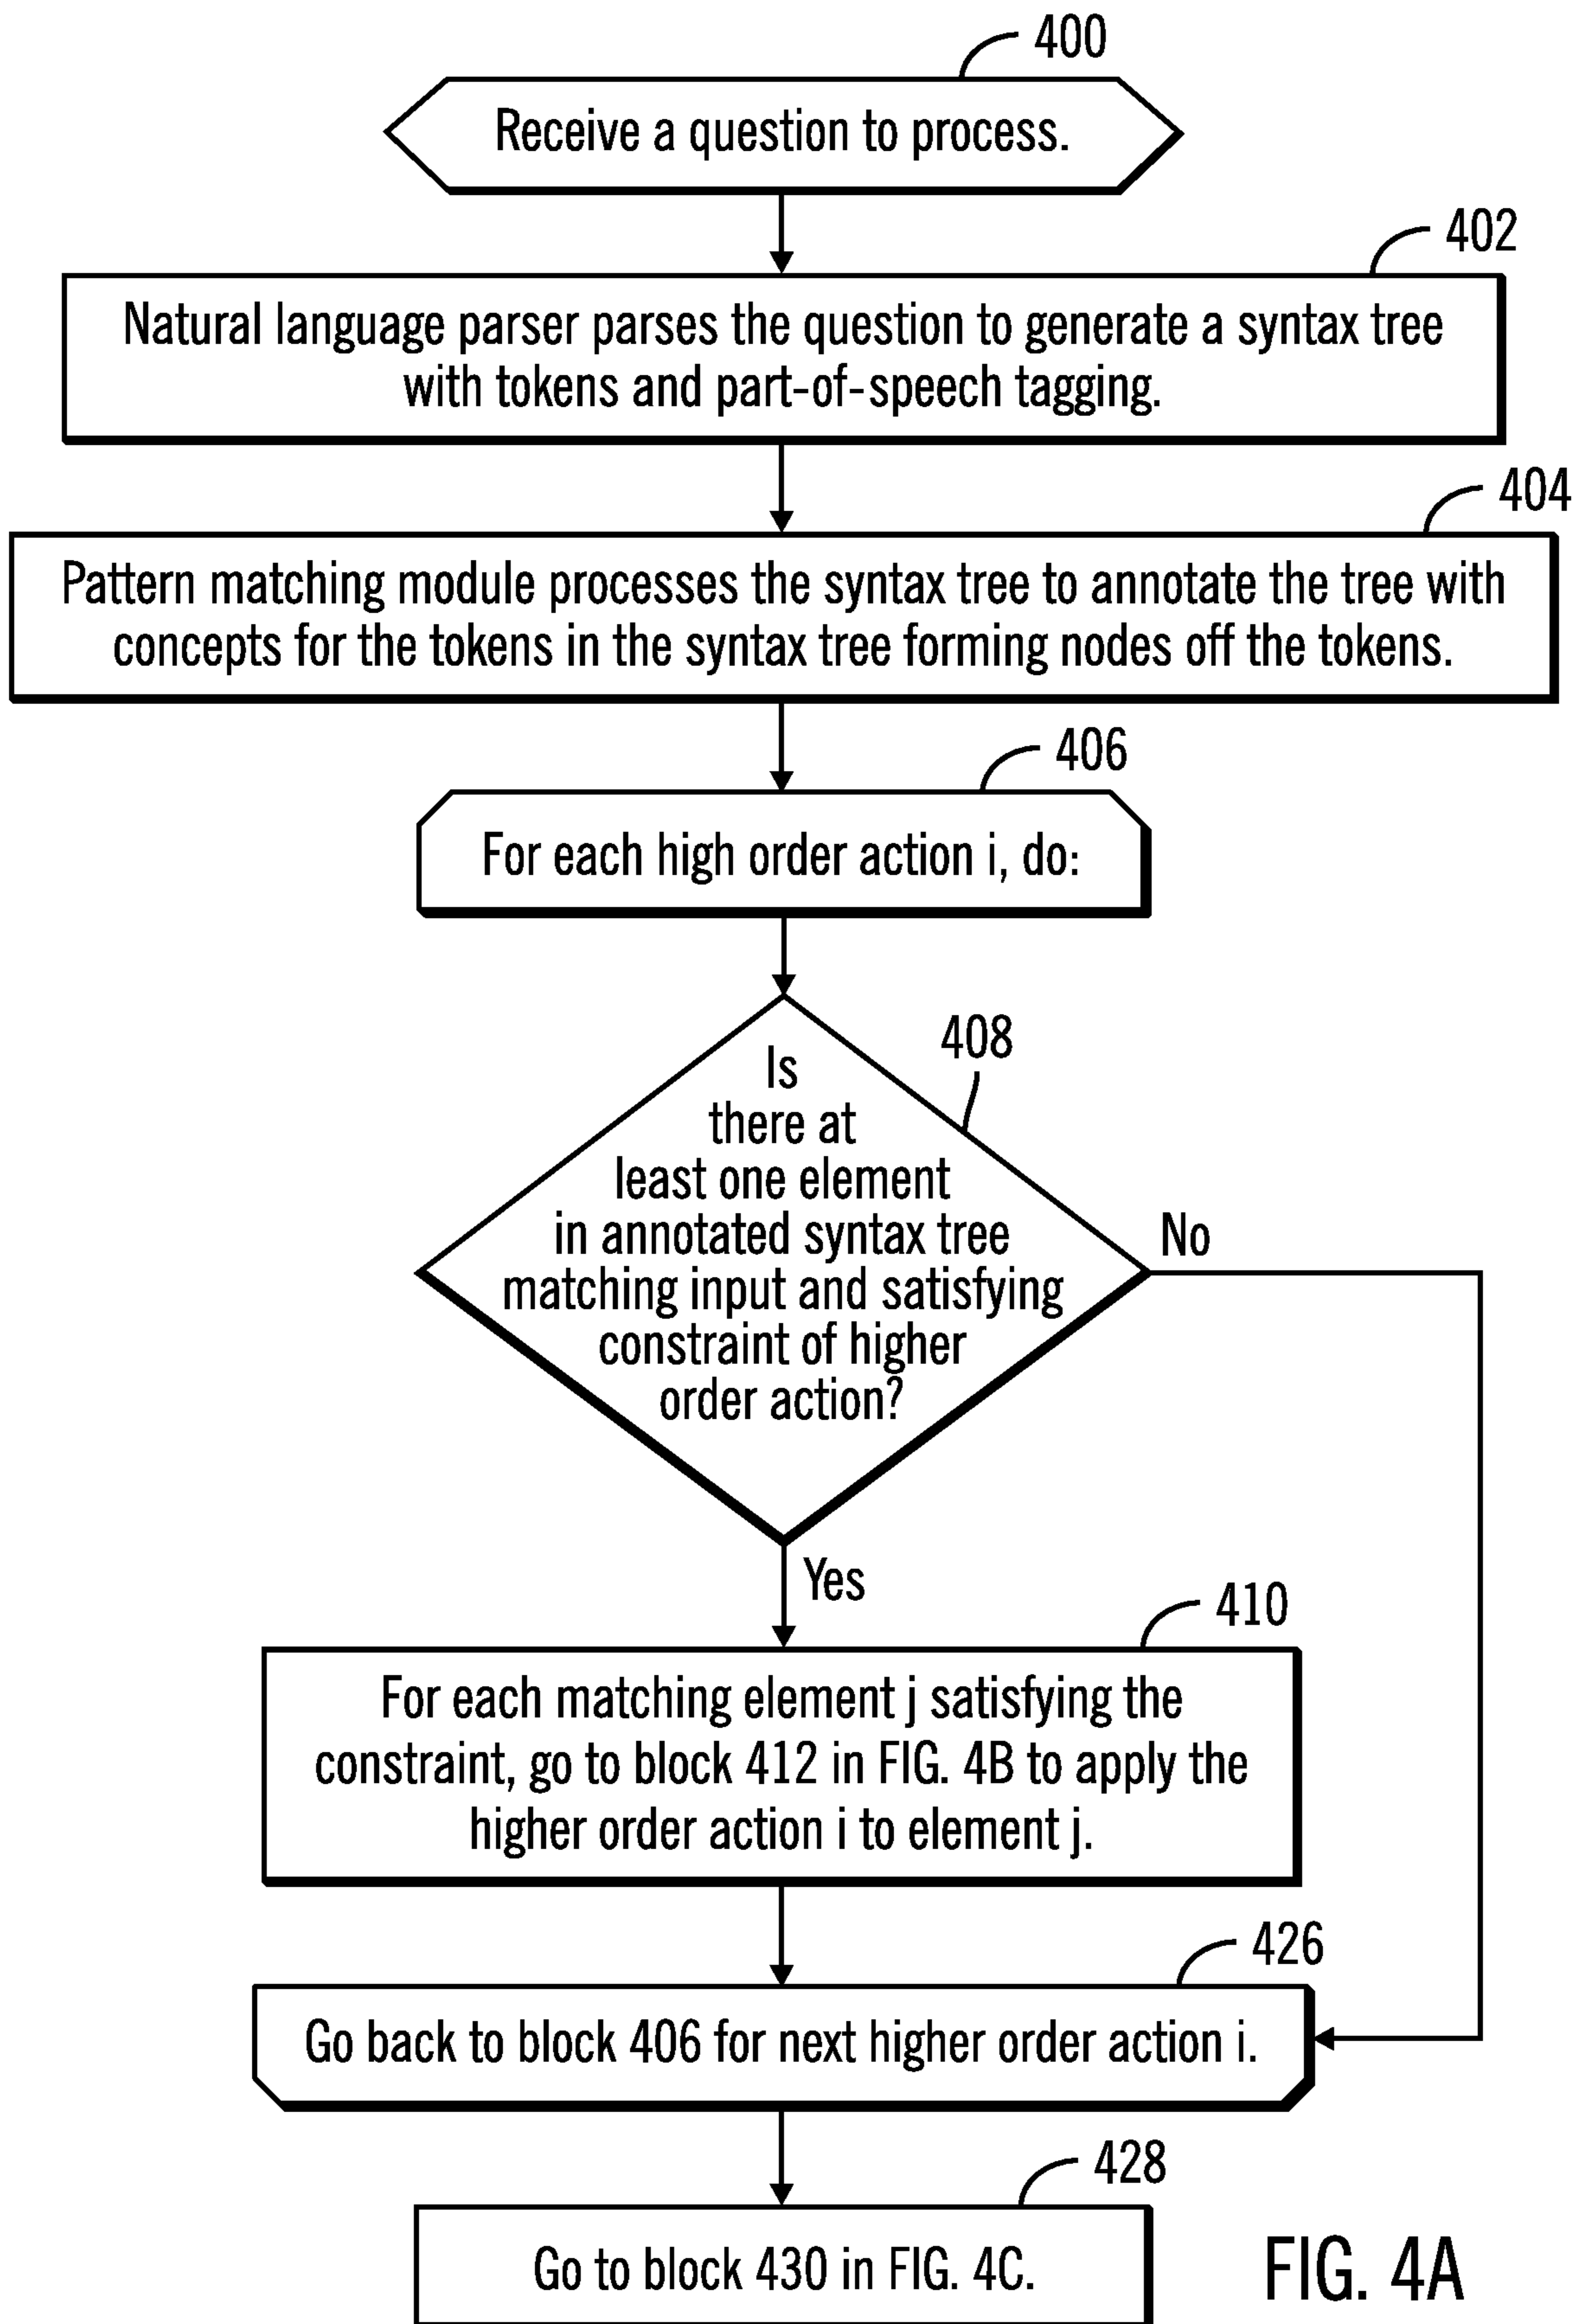 400
Receive a question to process.
402
Natural language parser parses the question to generate a syntax tree
with tokens and part-of-speech tagging.
404
Pattern matching module processes the syntax tree to annotate the tree with
concepts for the tokens in the syntax tree forming nodes off the tokens.
406
For each high order action i, do:
408
Is
there at
least one element
in annotated syntax tree
matching input and satisfying
constraint of higher
order action?
No
Yes
410
For each matching element j satisfying the
constraint, go to block 412 in FIG. 4B to apply the
higher order action i to element j.
426
Go back to block 406 for next higher order action i.
428
Go to block 430 in FIG. 4C.
FIG. 4A